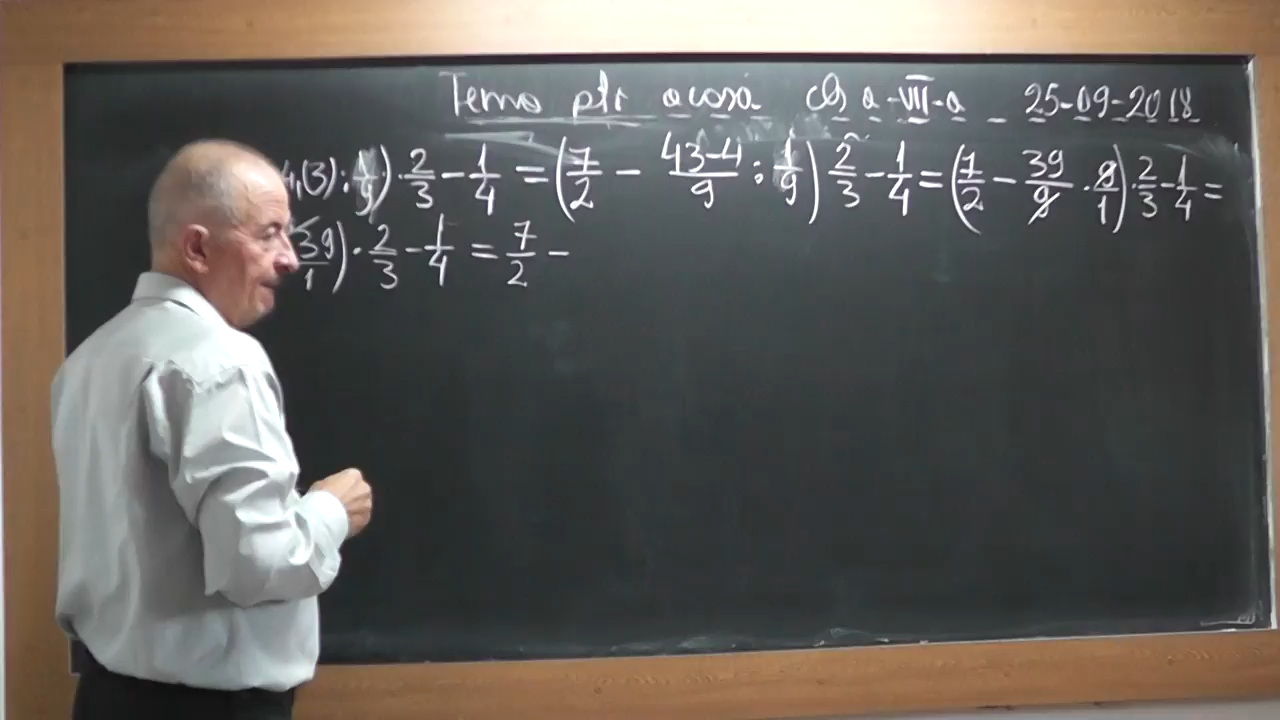 Tema ptr acasă cls a-VII-a 25-09-2018
4,(3):1/9)·2/3-1/4=(7/2-43-4/9:1/9)2/3-1/4=(7/2-39/9·9/1)·2/3-1/4=
39/1)·2/3-1/4=7/2-